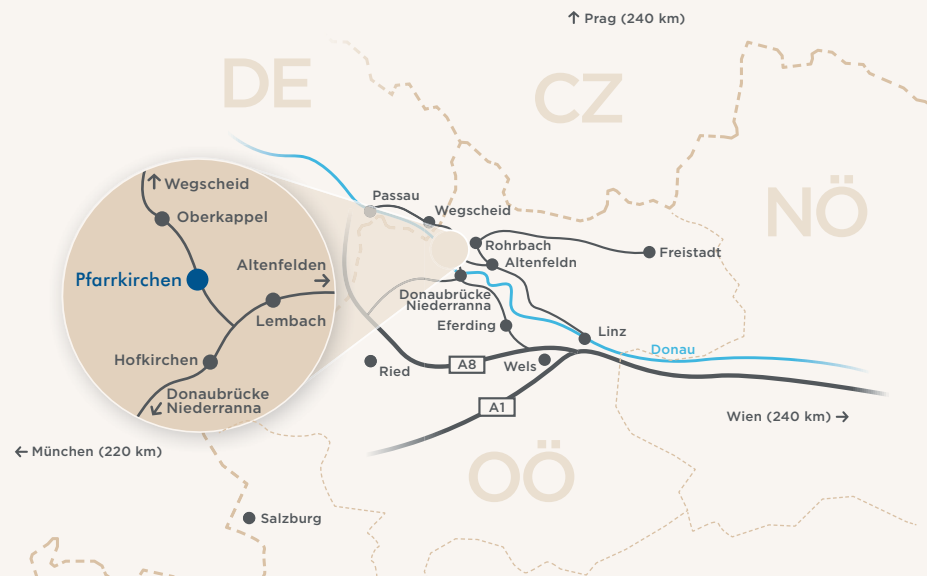 Prag (240 km)
DE
CZ
NÖ
Passau
Wegscheid
Wegscheid
Oberkappel
Rohrbach
Freistadt
Altenfeldn
Altenfelden
Pfarrkirchen
Donaubrücke
Niederranna
Lembach
Eferding
Linz
Donau
Hofkirchen
A8
Wels
Ried
Donaubrücke
Niederranna
A1
Wien (240 km)
München (220 km)
OÖ
Salzburg